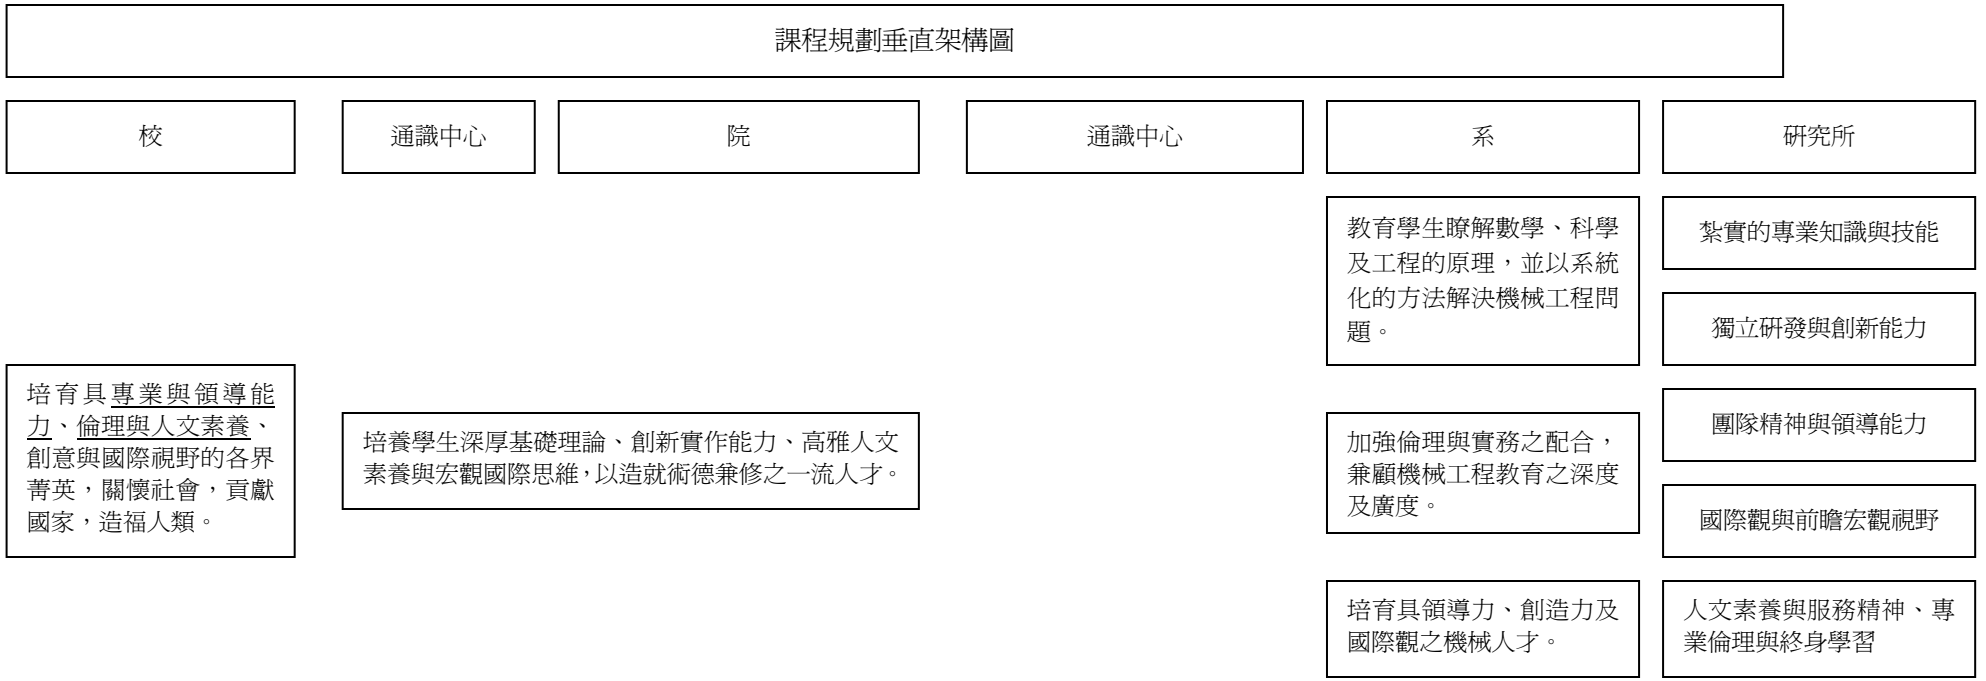 課程規劃垂直架構圖
校
通識中心
院
通識中心
系
研究所
培育具專業與領導能
力、倫理與人文素養、
創意與國際視野的各界
菁英，關懷社會，貢獻
國家，造福人類。
培養學生深厚基礎理論、創新實作能力、高雅人文
素養與宏觀國際思維，以造就術德兼修之一流人才。
教育學生瞭解數學、科學
及工程的原理，並以系統
化的方法解決機械工程問
題。
加強倫理與實務之配合，
兼顧機械工程教育之深度
及廣度。
培育具領導力、創造力及
國際觀之機械人才。
紮實的專業知識與技能
獨立研發與創新能力
團隊精神與領導能力
國際觀與前瞻宏觀視野
人文素養與服務精神、專
業倫理與終身學習